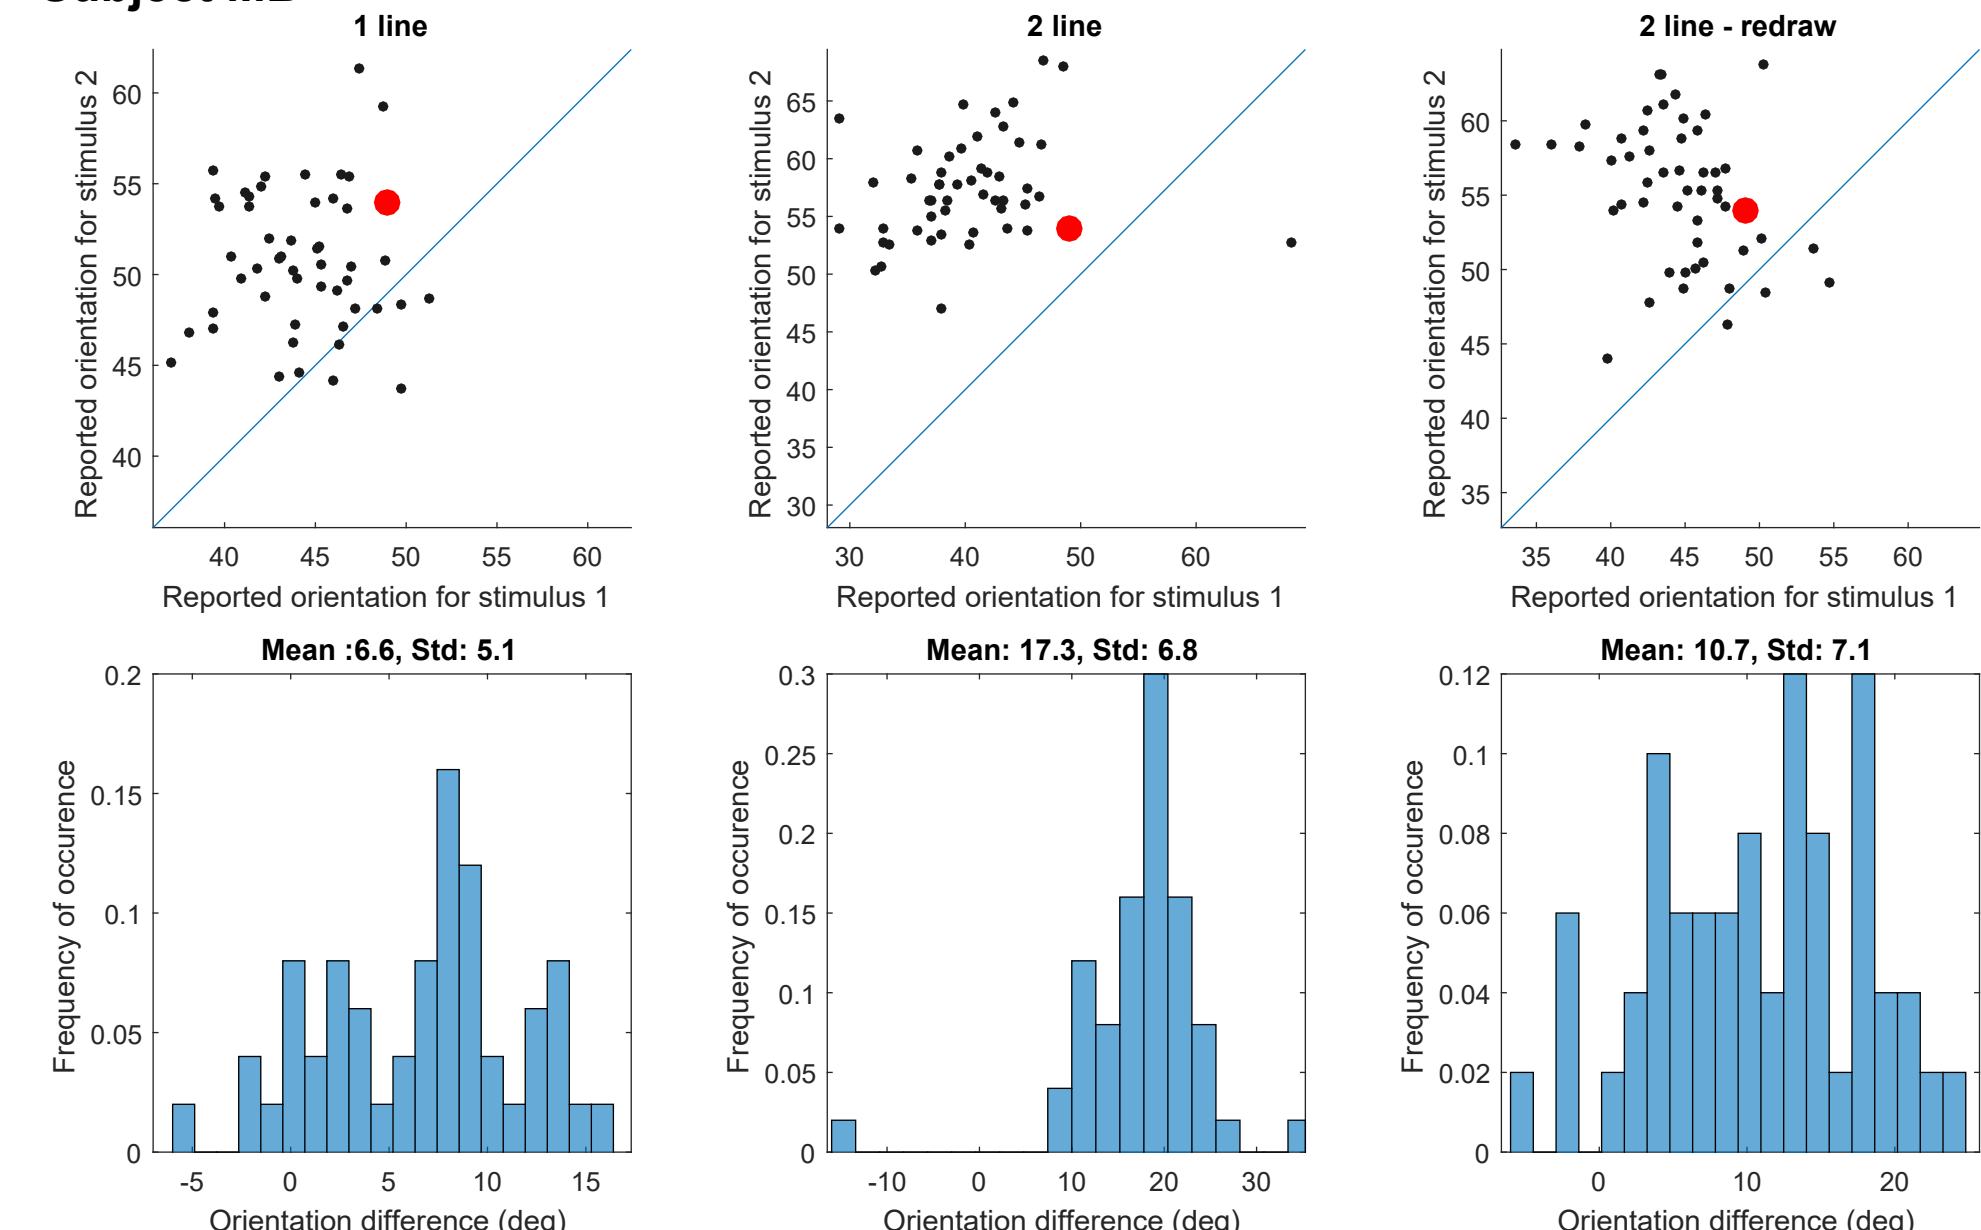 1 line
2 line
2 line - redraw
Reported orientation for stimulus 2
60
55
50
45
40
40 45 50 55 60
Reported orientation for stimulus 1
Reported orientation for stimulus 2
65
60
55
50
45
40
35
30
30 40 50 60
Reported orientation for stimulus 1
Reported orientation for stimulus 2
60
55
50
45
40
35
35 40 45 50 55 60
Reported orientation for stimulus 1
Mean :6.6, Std: 5.1
Frequency of occurence
0.2
0.15
0.1
0.05
0
-5 0 5 10 15
Orientation difference (deg)
Mean: 17.3, Std: 6.8
Frequency of occurence
0.3
0.25
0.2
0.15
0.1
0.05
0
-10 0 10 20 30
Orientation difference (deg)
Mean: 10.7, Std: 7.1
Frequency of occurence
0.12
0.1
0.08
0.06
0.04
0.02
0
0 10 20
Orientation difference (deg)